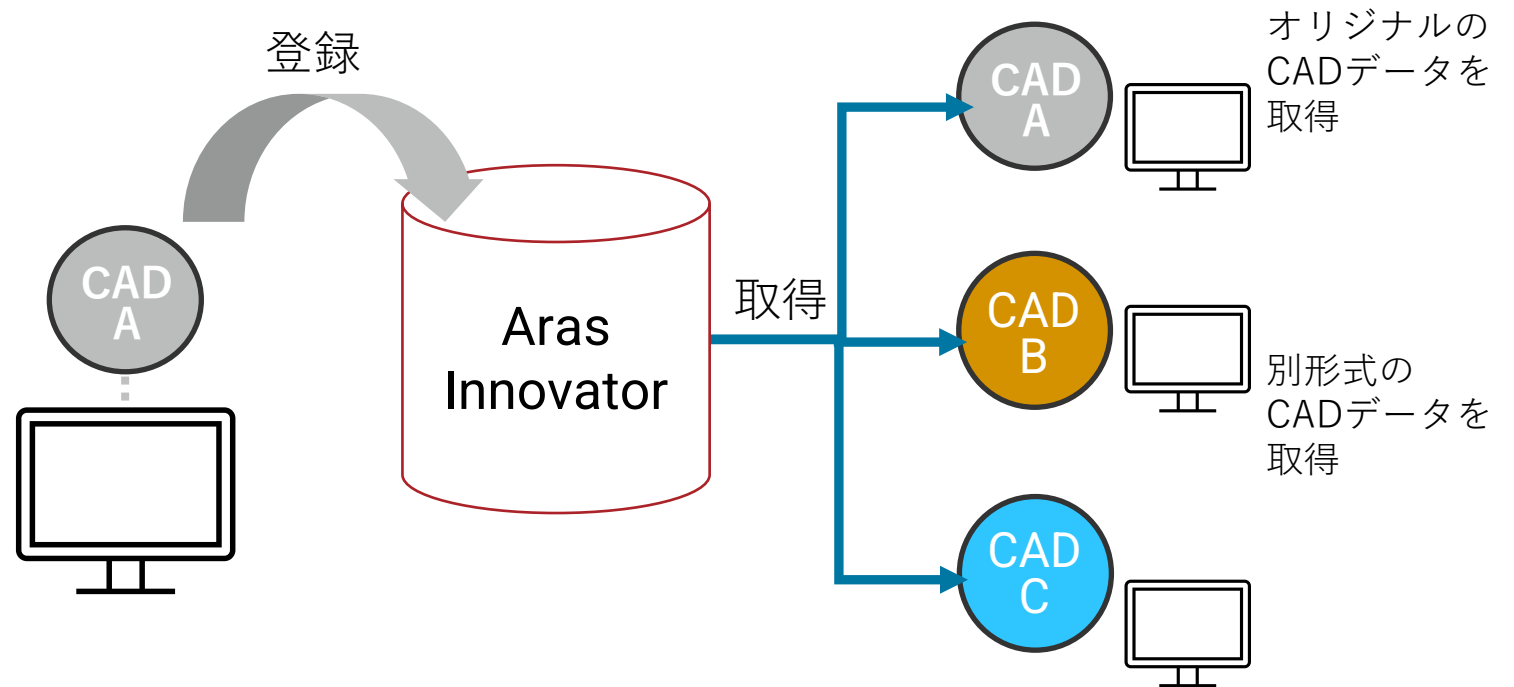 登録
CAD
A
Aras
Innovator
取得
CAD
A
オリジナルの
CADデータを
取得
CAD
B
別形式の
CADデータを
取得
CAD
C